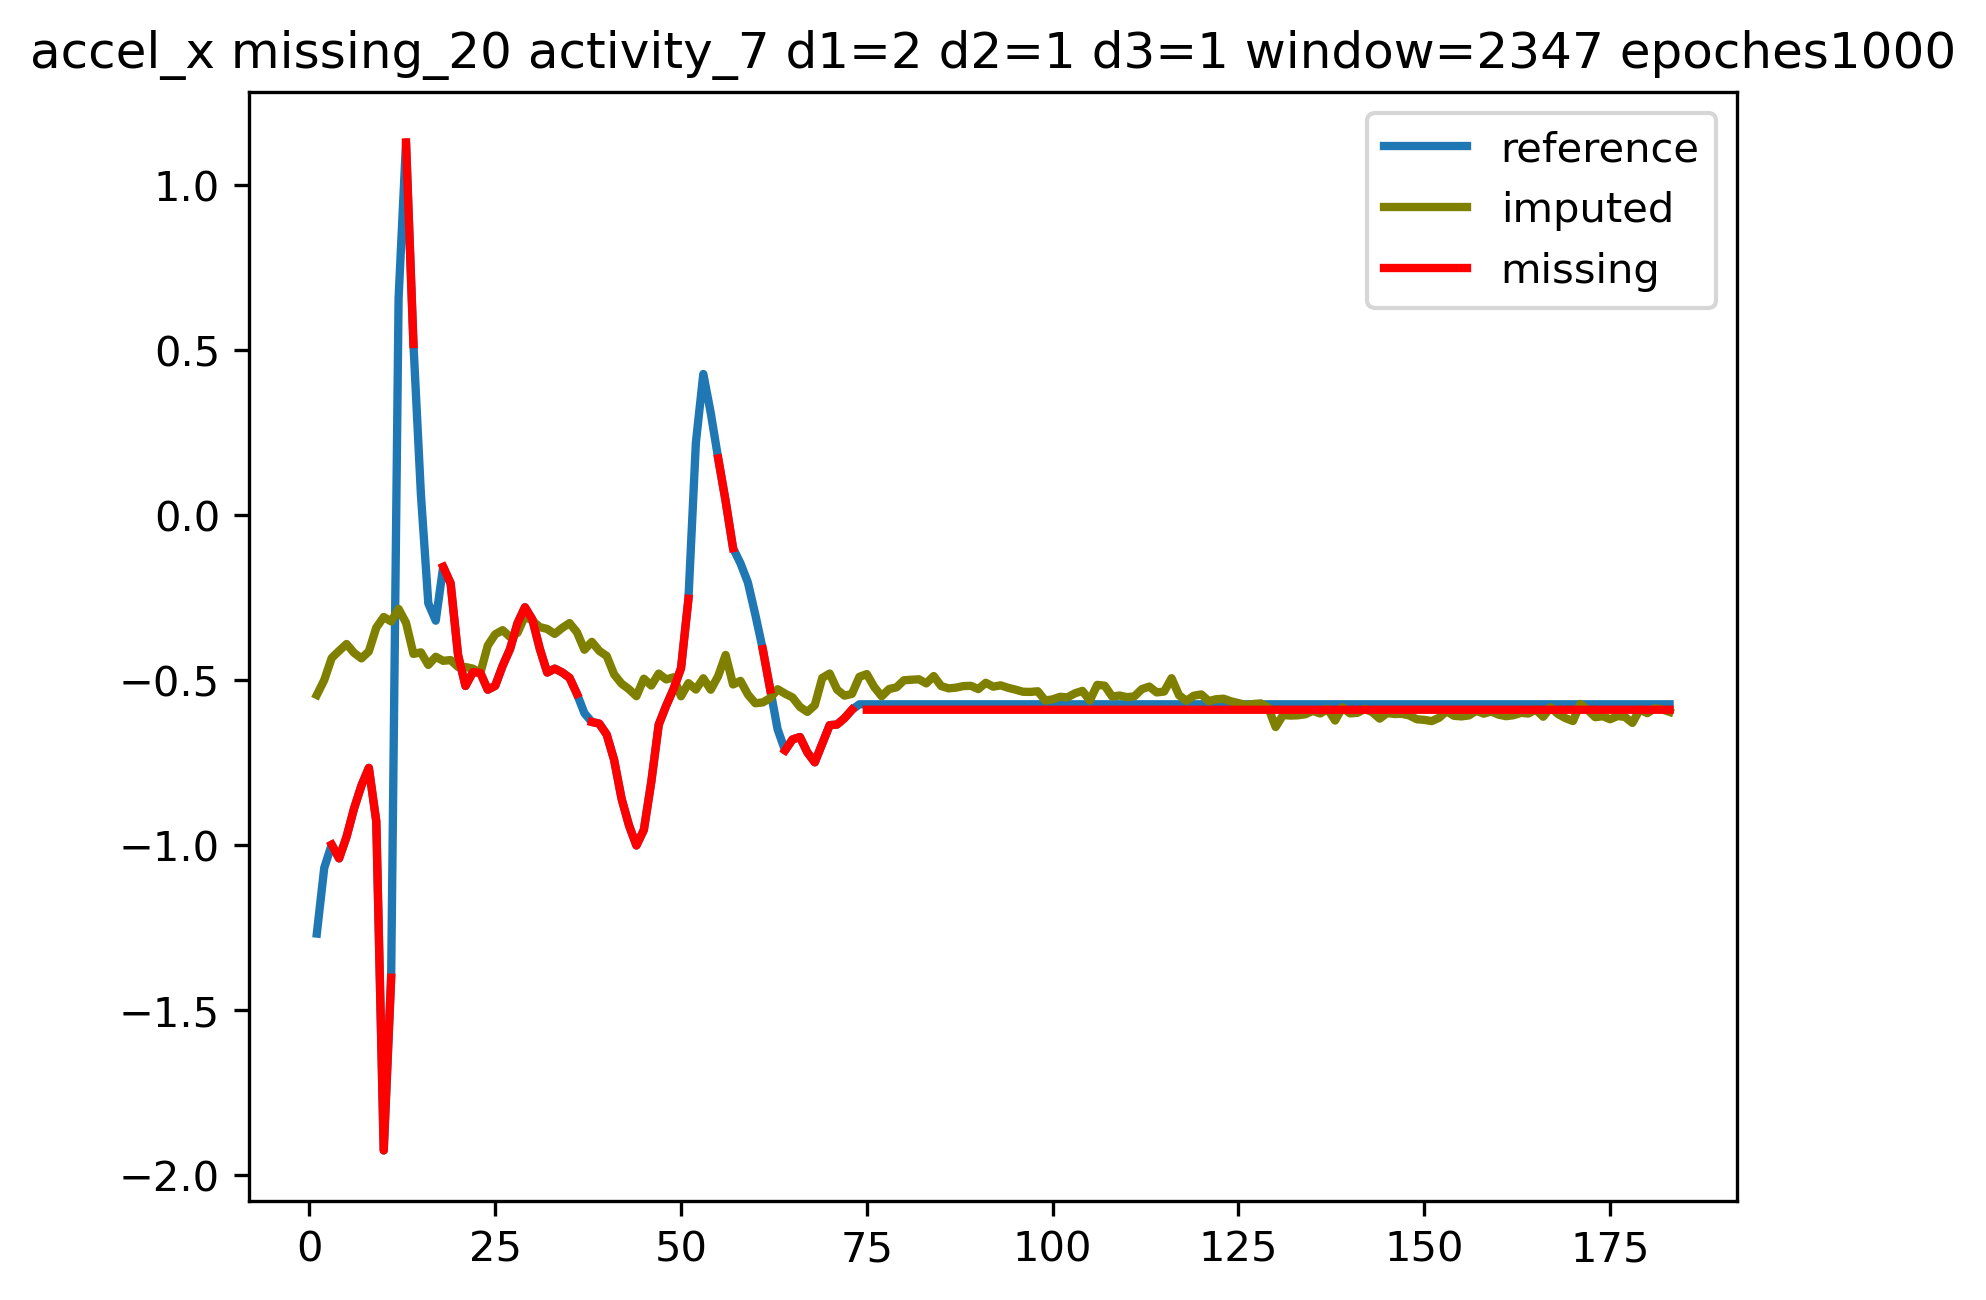 accel_x missing_20 activity_7 d1=2 d2=1 d3=1 window=2347 epoches1000
reference
imputed
missing
1.0
0.5
0.0
−0.5
−1.0
−1.5
−2.0
0 25 50 75 100 125 150 175